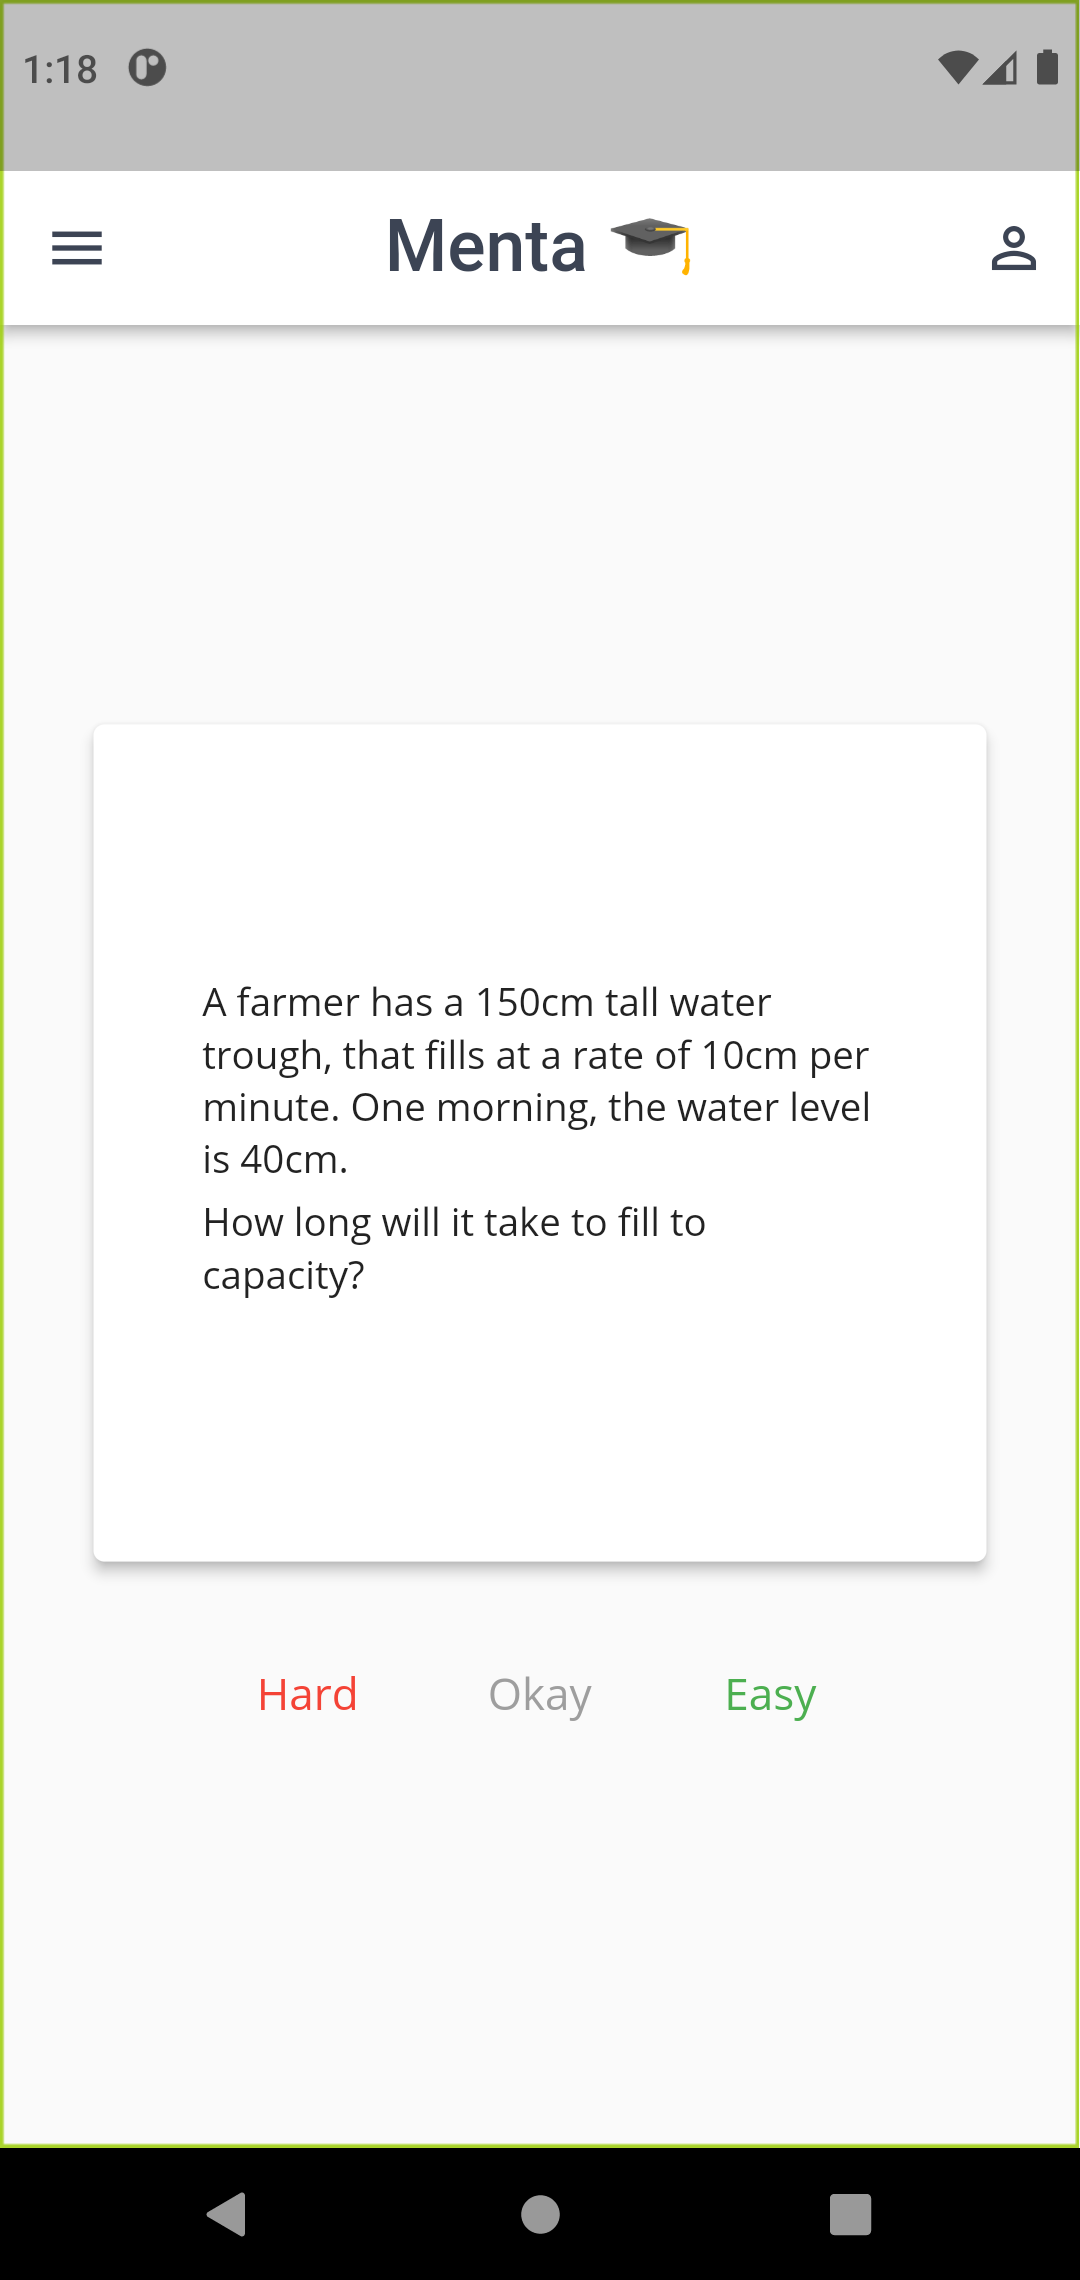 1:18
Menta 🎓
A farmer has a 150cm tall water
trough, that fills at a rate of 10cm per
minute. One morning, the water level
is 40cm.
How long will it take to fill to
capacity?
Hard Okay Easy